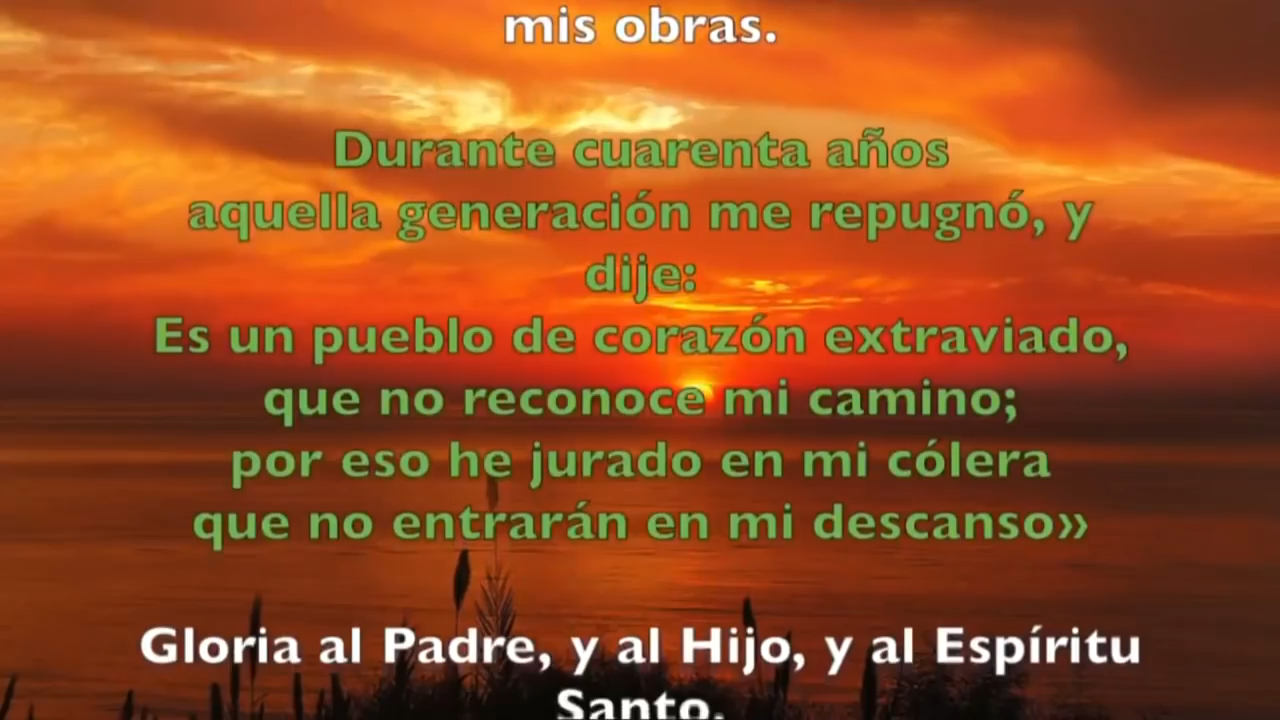 mis obras.
Durante cuarenta años
aquella generación me repugnó, y
dije:
Es un pueblo de corazón extraviado,
que no reconoce mi camino;
por eso he jurado en mi cólera
que no entrarán en mi descanso»
Gloria al Padre, y al Hijo, y al Espíritu
Santo.